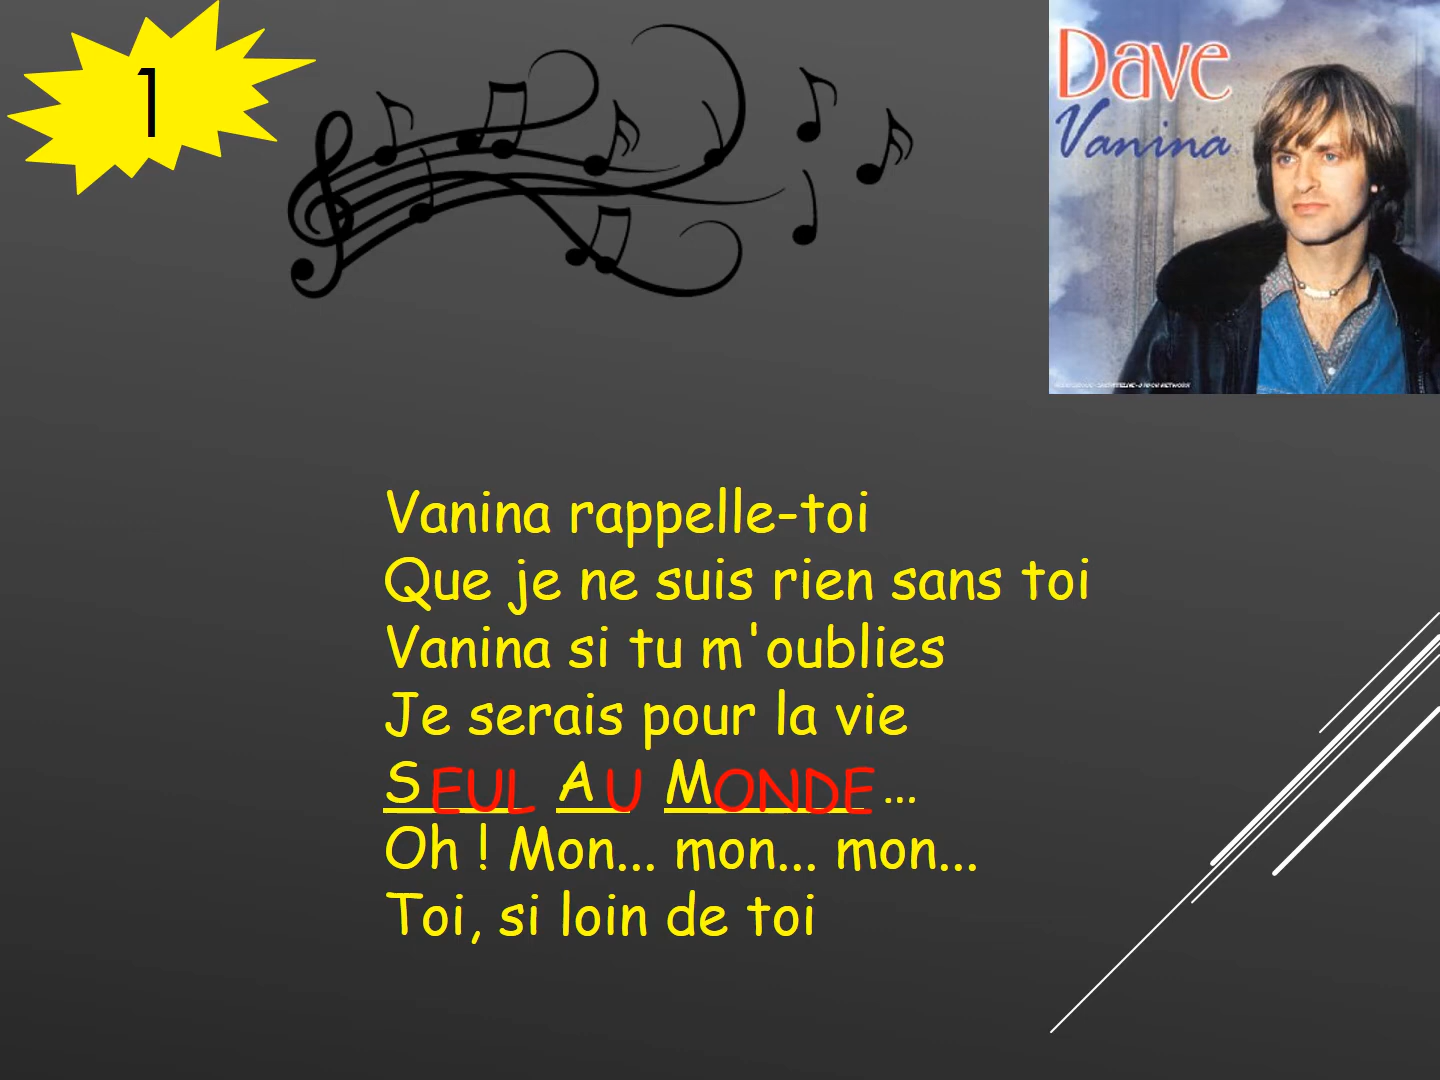 1
Dave
Vanina
Vanina rappelle-toi
Que je ne suis rien sans toi
Vanina si tu m'oublies
Je serais pour la vie
SEUL AU MONDE ...
Oh ! Mon... mon... mon...
Toi, si loin de toi